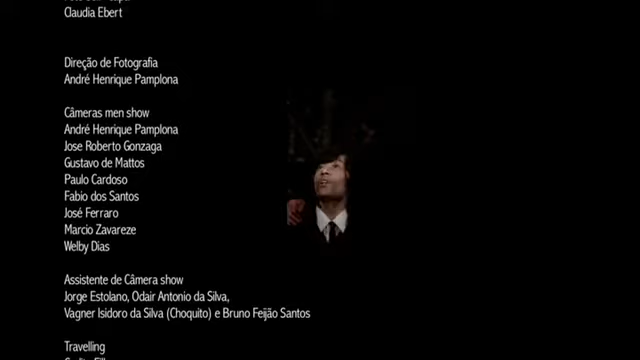 Claudia Ebert
Direção de Fotografia
André Henrique Pamplona
Câmeras men show
André Henrique Pamplona
Jose Roberto Gonzaga
Gustavo de Mattos
Paulo Cardoso
Fabio dos Santos
José Ferraro
Marcio Zavareze
Welby Dias
Assistente de Câmera show
Jorge Estolano, Odair Antonio da Silva,
Vagner Isidoro da Silva (Choquito) e Bruno Feijão Santos
Travelling